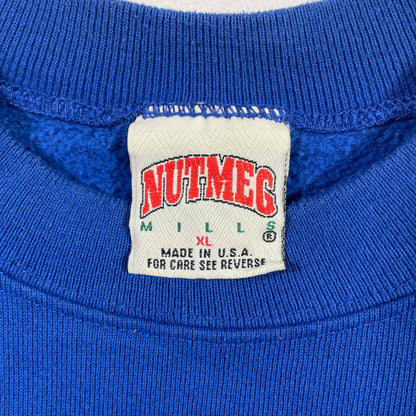 NUTMEG
MILLS
XL ®
MADE IN U.S.A.
FOR CARE SEE REVERSE